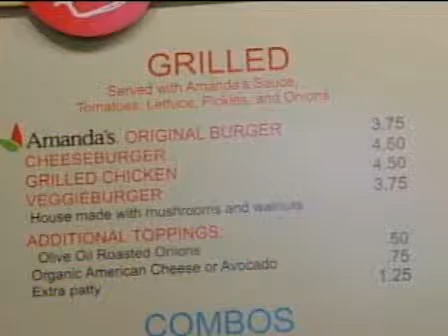 GRILLED
Served with Amanda's Sauce,
Tomatoes, Lettuce, Pickles, and Onions
Amanda's ORIGINAL BURGER 3.75
CHEESEBURGER 4.50
GRILLED CHICKEN 4.50
VEGGIEBURGER 3.75
House made with mushrooms and walnuts
ADDITIONAL TOPPINGS:
Olive Oil Roasted Onions .50
Organic American Cheese or Avocado .75
Extra patty 1.25
COMBOS